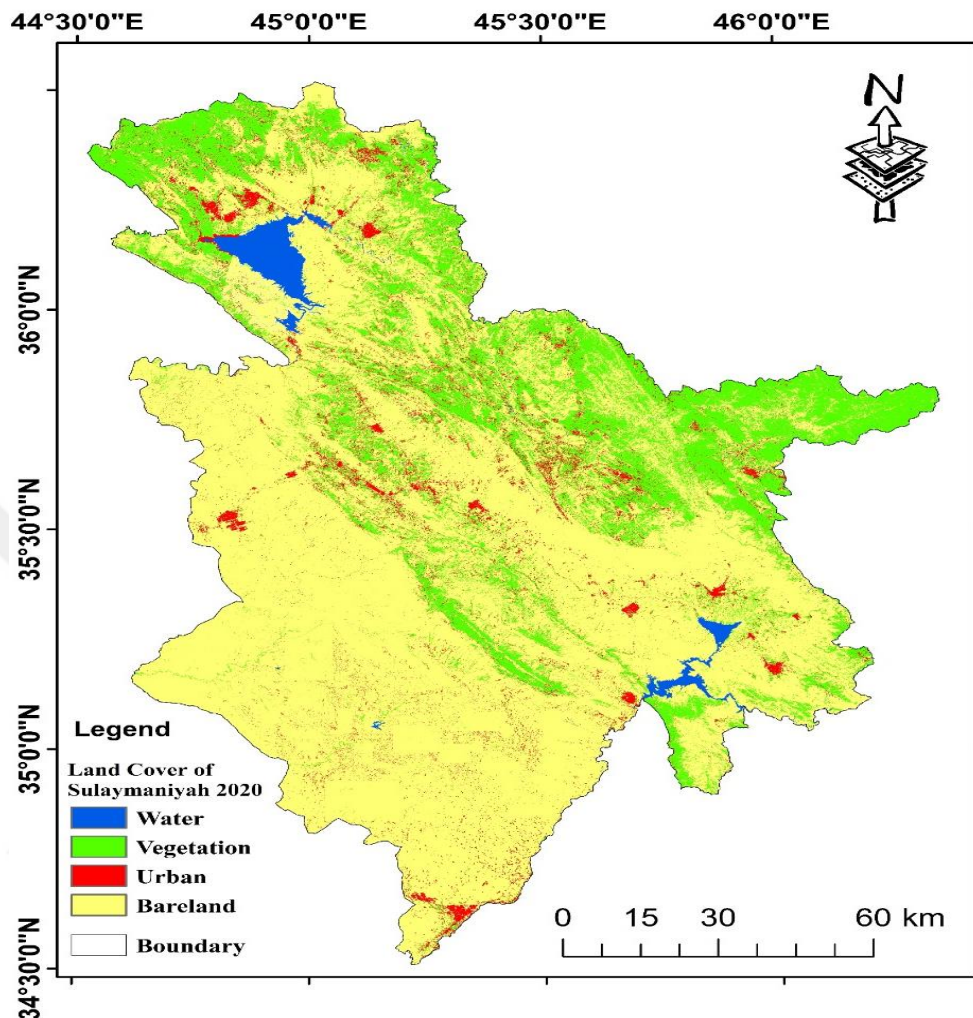 44°30'0"E 45°0'0"E 45°30'0"E 46°0'0"E
N
36°0'0"N
35°30'0"N
35°0'0"N
34°30'0"N
Legend
Land Cover of
Sulaymaniyah 2020
Water
Vegetation
Urban
Bareland
Boundary
0 15 30 60 km